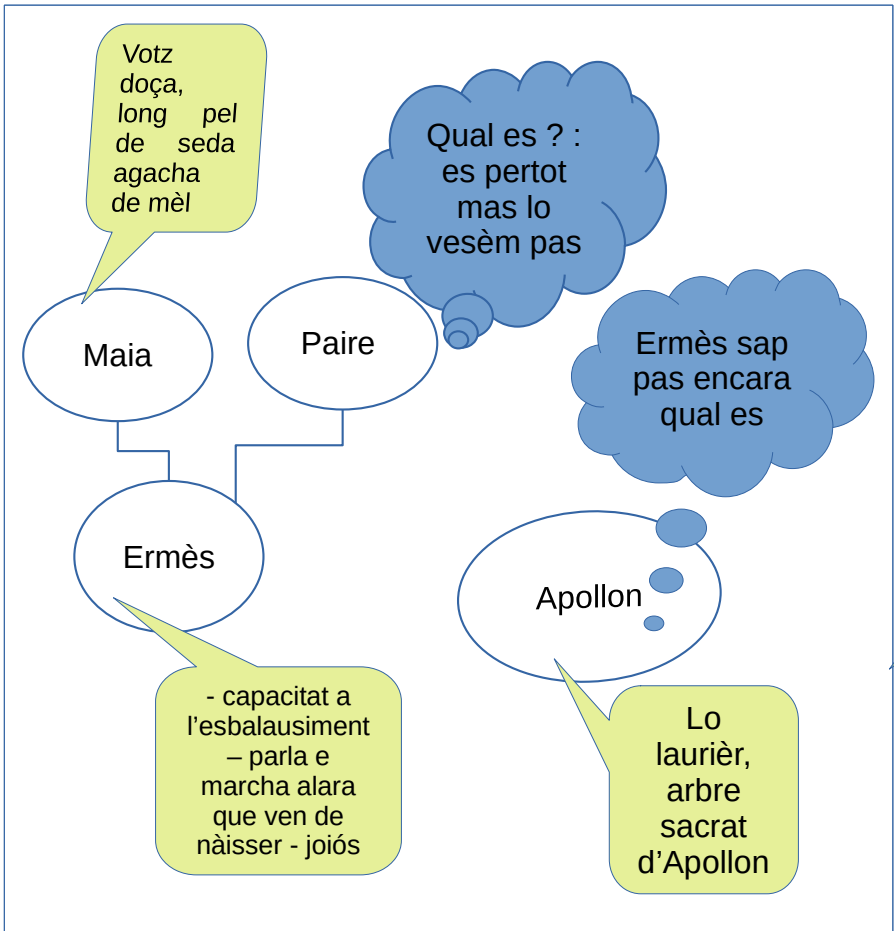 Votz
doça,
long pel
de seda
agacha
de mèl
Qual es ? :
es pertot
mas lo
vesèm pas
Maia
Paire
Ermès sap
pas encara
qual es
Ermès
Apollon
- capacitat a
l’esbalausiment
– parla e
marcha alara
que ven de
nàisser - joiós
Lo
laurièr,
arbre
sacrat
d’Apollon